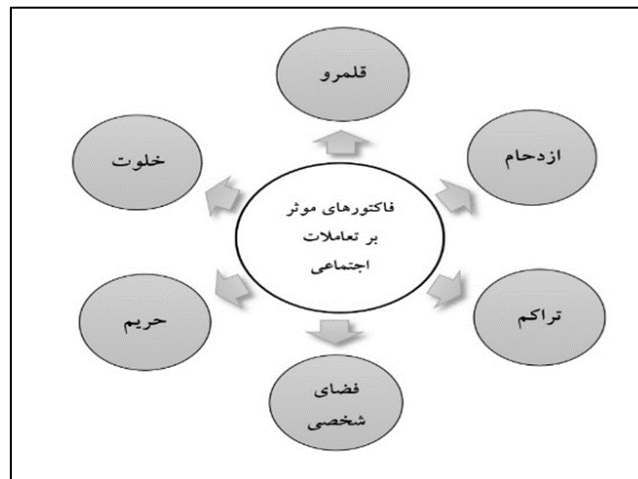 قلمرو
ازدحام
خلوت
فاکتورهای موثر
بر تعاملات
اجتماعی
تراکم
حریم
فضای
شخصی